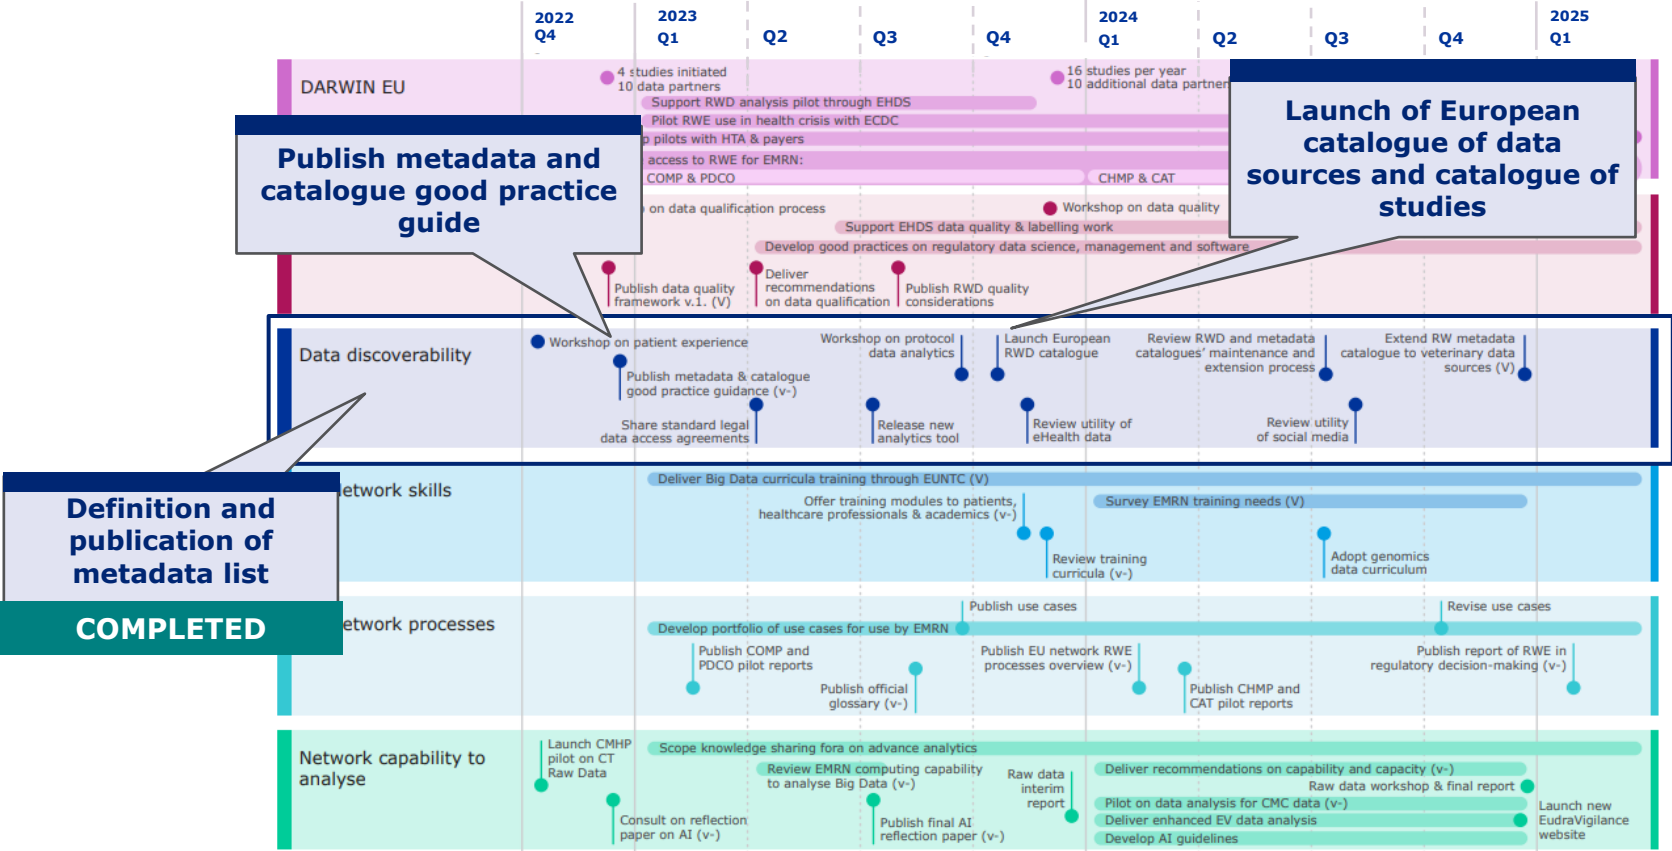 2022
Q4
2023
Q1
Q2
Q3
Q4
2024
Q1
Q2
Q3
Q4
2025
Q1
DARWIN EU
4 studies initiated
10 data partners
16 studies per year
10 additional data partner
Support RWD analysis pilot through EHDS
Pilot RWE use in health crisis with ECDC
pilots with HTA & payers
access to RWE for EMRN:
COMP & PDCO
CHMP & CAT
Publish metadata and
catalogue good practice
guide
Launch of European
catalogue of data
sources and catalogue of
studies
on data qualification process
Workshop on data quality
Support EHDS data quality & labelling work
Develop good practices on regulatory data science, management and software
Publish data quality
framework v.1. (V)
Deliver
recommendations
on data qualification
Publish RWD quality
considerations
Data discoverability
Workshop on patient experience
Publish metadata & catalogue
good practice guidance (v-)
Share standard legal
data access agreements
Workshop on protocol
data analytics
Release new
analytics tool
Launch European
RWD catalogue
Review utility of
eHealth data
Review RWD and metadata
catalogues' maintenance and
extension process
Review utility
of social media
Extend RW metadata
catalogue to veterinary data
sources (V)
Definition and
publication of
metadata list
COMPLETED
etwork skills
Deliver Big Data curricula training through EUNTC (V)
Offer training modules to patients,
healthcare professionals & academics (v-)
Survey EMRN training needs (V)
Review training
curricula (v-)
Adopt genomics
data curriculum
etwork processes
Publish use cases
Revise use cases
Develop portfolio of use cases for use by EMRN
Publish COMP and
PDCO pilot reports
Publish official
glossary (v-)
Publish EU network RWE
processes overview (v-)
Publish CHMP and
CAT pilot reports
Publish report of RWE in
regulatory decision-making (v-)
Network capability to
analyse
Launch CMHP
pilot on CT
Raw Data
Scope knowledge sharing fora on advance analytics
Review EMRN computing capability
to analyse Big Data (v-)
Raw data
interim
report
Deliver recommendations on capability and capacity (v-)
Raw data workshop & final report
Pilot on data analysis for CMC data (v-)
Consult on reflection
paper on AI (v-)
Publish final AI
reflection paper (v-)
Deliver enhanced EV data analysis
Develop AI guidelines
Launch new
EudraVigilance
website